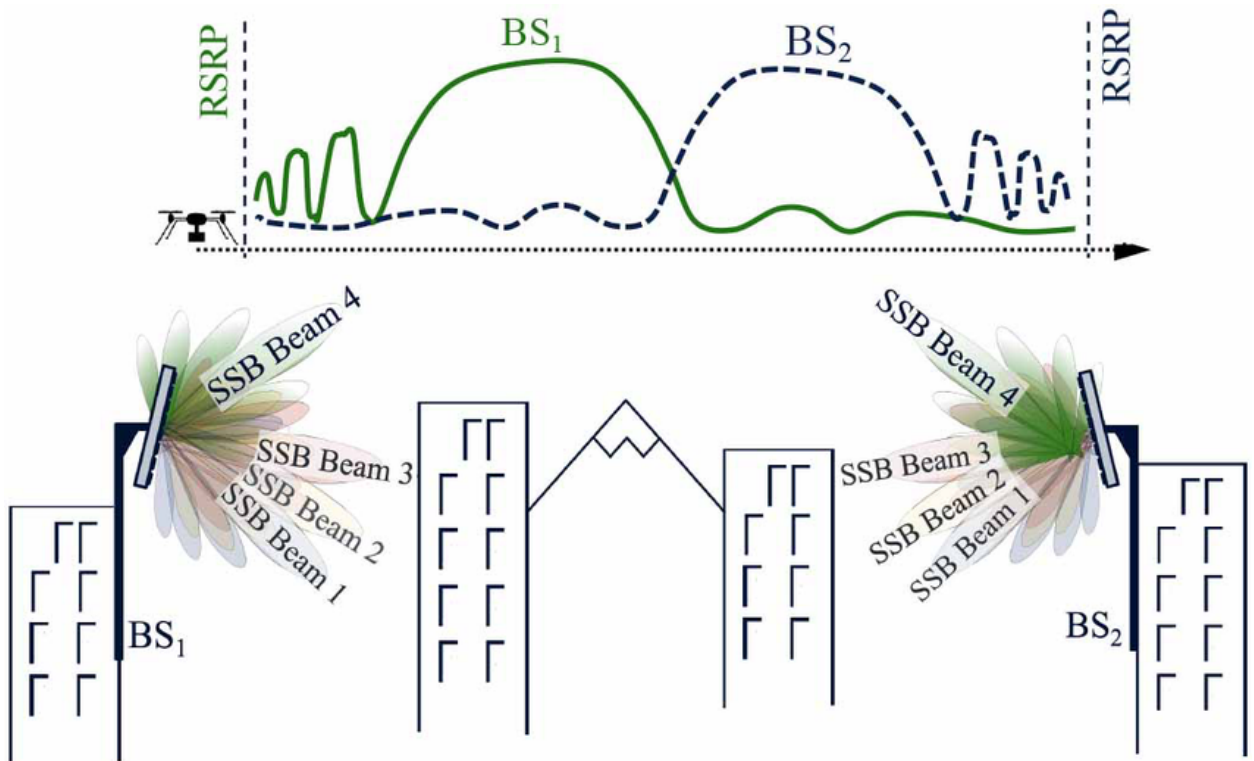 RSRP
BS₁
BS₂
RSRP
SSB Beam 4
SSB Beam 3
SSB Beam 2
SSB Beam 1
BS₁
SSB Beam 4
SSB Beam 3
SSB Beam 2
SSB Beam 1
BS₂